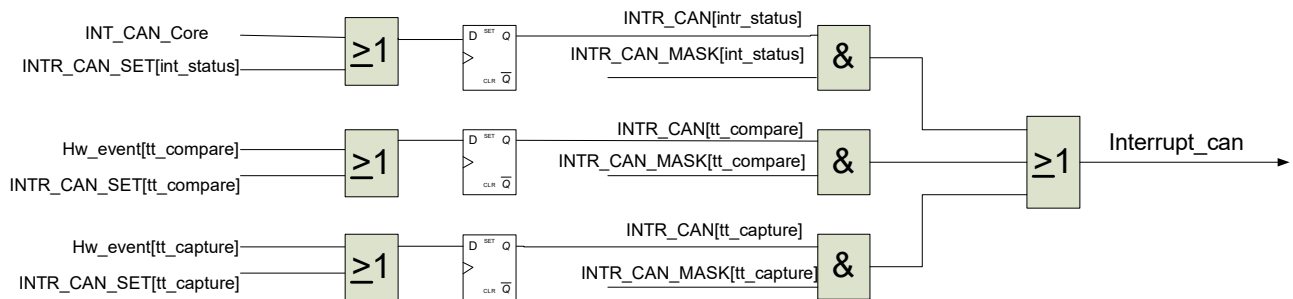 INT_CAN_Core
INTR_CAN_SET[int_status]
≥1
D SET Q
CLR Q
INTR_CAN[intr_status]
INTR_CAN_MASK[int_status]
&
Hw_event[tt_compare]
INTR_CAN_SET[tt_compare]
≥1
D SET Q
CLR Q
INTR_CAN[tt_compare]
INTR_CAN_MASK[tt_compare]
&
≥1
Interrupt_can
Hw_event[tt_capture]
INTR_CAN_SET[tt_capture]
≥1
D SET Q
CLR Q
INTR_CAN[tt_capture]
INTR_CAN_MASK[tt_capture]
&